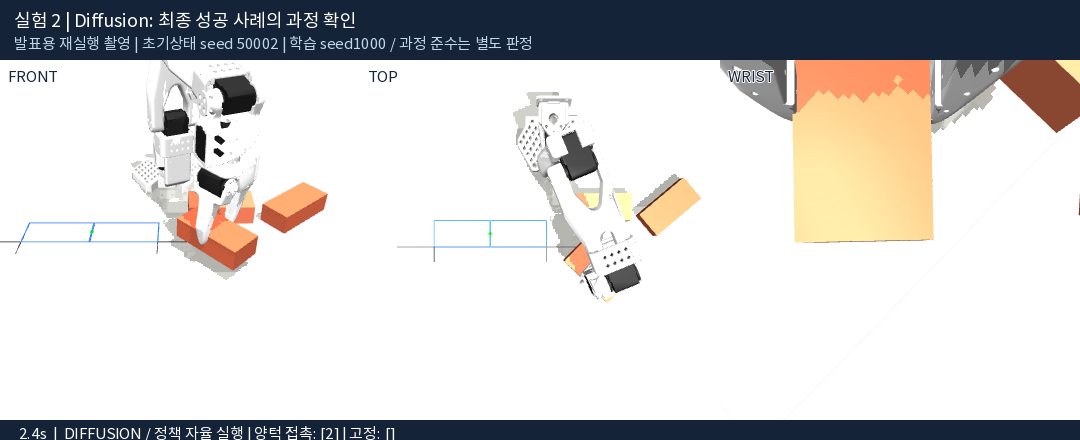 실험 2 | Diffusion: 최종 성공 사례의 과정 확인
발표용 재실행 촬영 | 초기상태 seed 50002 | 학습 seed1000 / 과정 준수는 별도 판정
FRONT
TOP
WRIST
2.4s | DIFFUSION / 정책 자율 실행 | 양턱 접촉: [2] | 고정: []